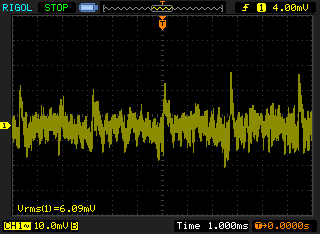 RIGOL STOP T 1 4.00mV
T
1
Vrms(1)=6.09mV
CH1 10.0mV B Time 1.000ms T→0.0000s